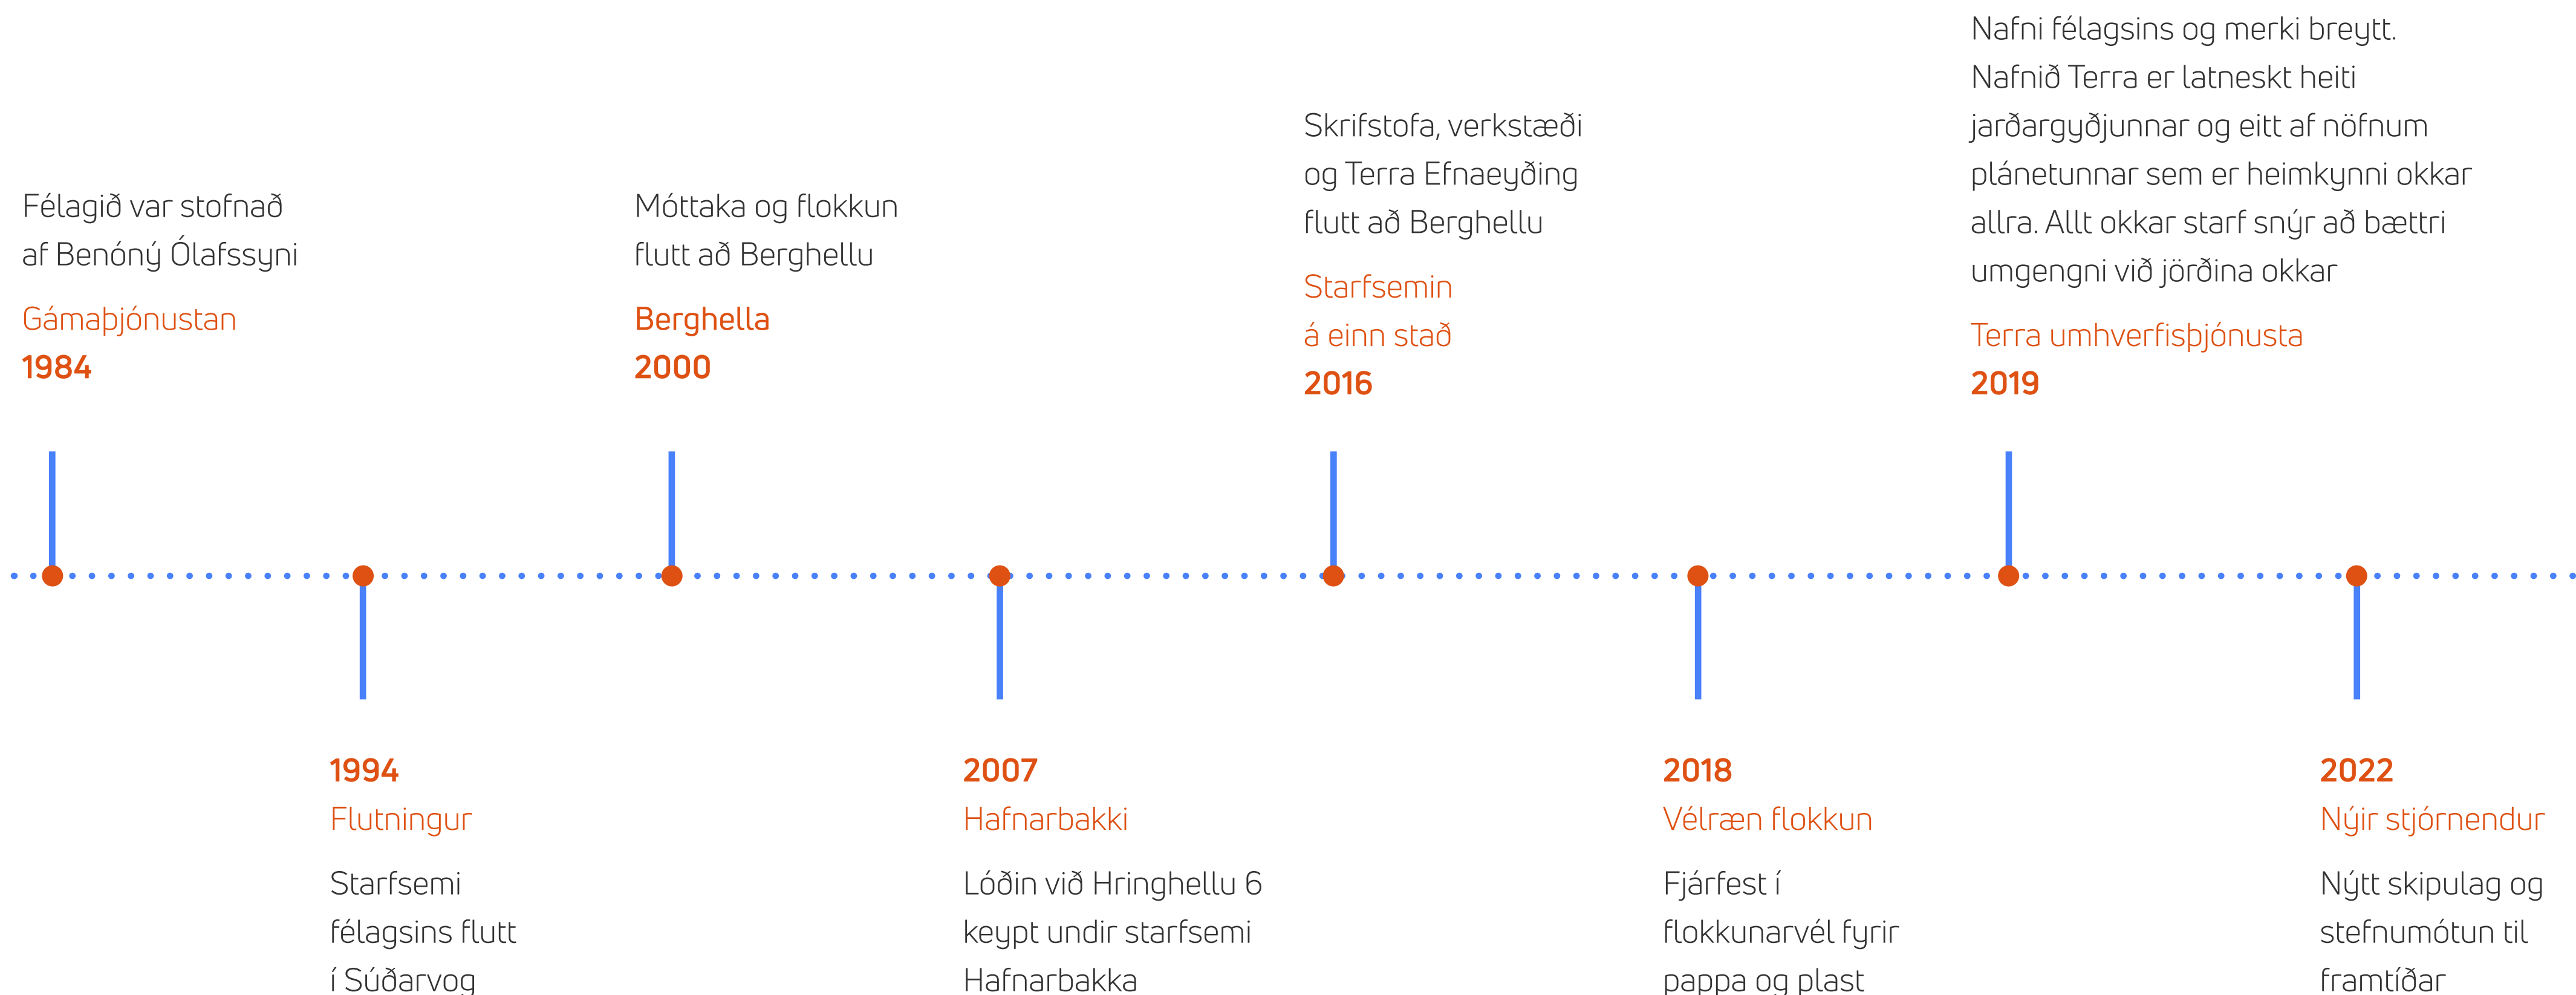 Félagið var stofnað
af Benóný Ólafssyni
Gámaþjónustan
1984
1994
Flutningur
Starfsemi
félagsins flutt
í Súðarvog
Móttaka og flokkun
flutt að Berghellu
Berghella
2000
2007
Hafnarbakki
Lóðin við Hringhellu 6
keypt undir starfsemi
Hafnarbakka
Skrifstofa, verkstæði
og Terra Efnaeyðing
flutt að Berghellu
Starfsemin
á einn stað
2016
2018
Vélræn flokkun
Fjárfest í
flokkunarvél fyrir
pappa og plast
Nafni félagsins og merki breytt.
Nafnið Terra er latneskt heiti
jarðargyðjunnar og eitt af nöfnum
plánetunnar sem er heimkynni okkar
allra. Allt okkar starf snýr að bættri
umgengni við jörðina okkar
Terra umhverfisþjónusta
2019
2022
Nýir stjórnendur
Nýtt skipulag og
stefnumótun til
framtíðar